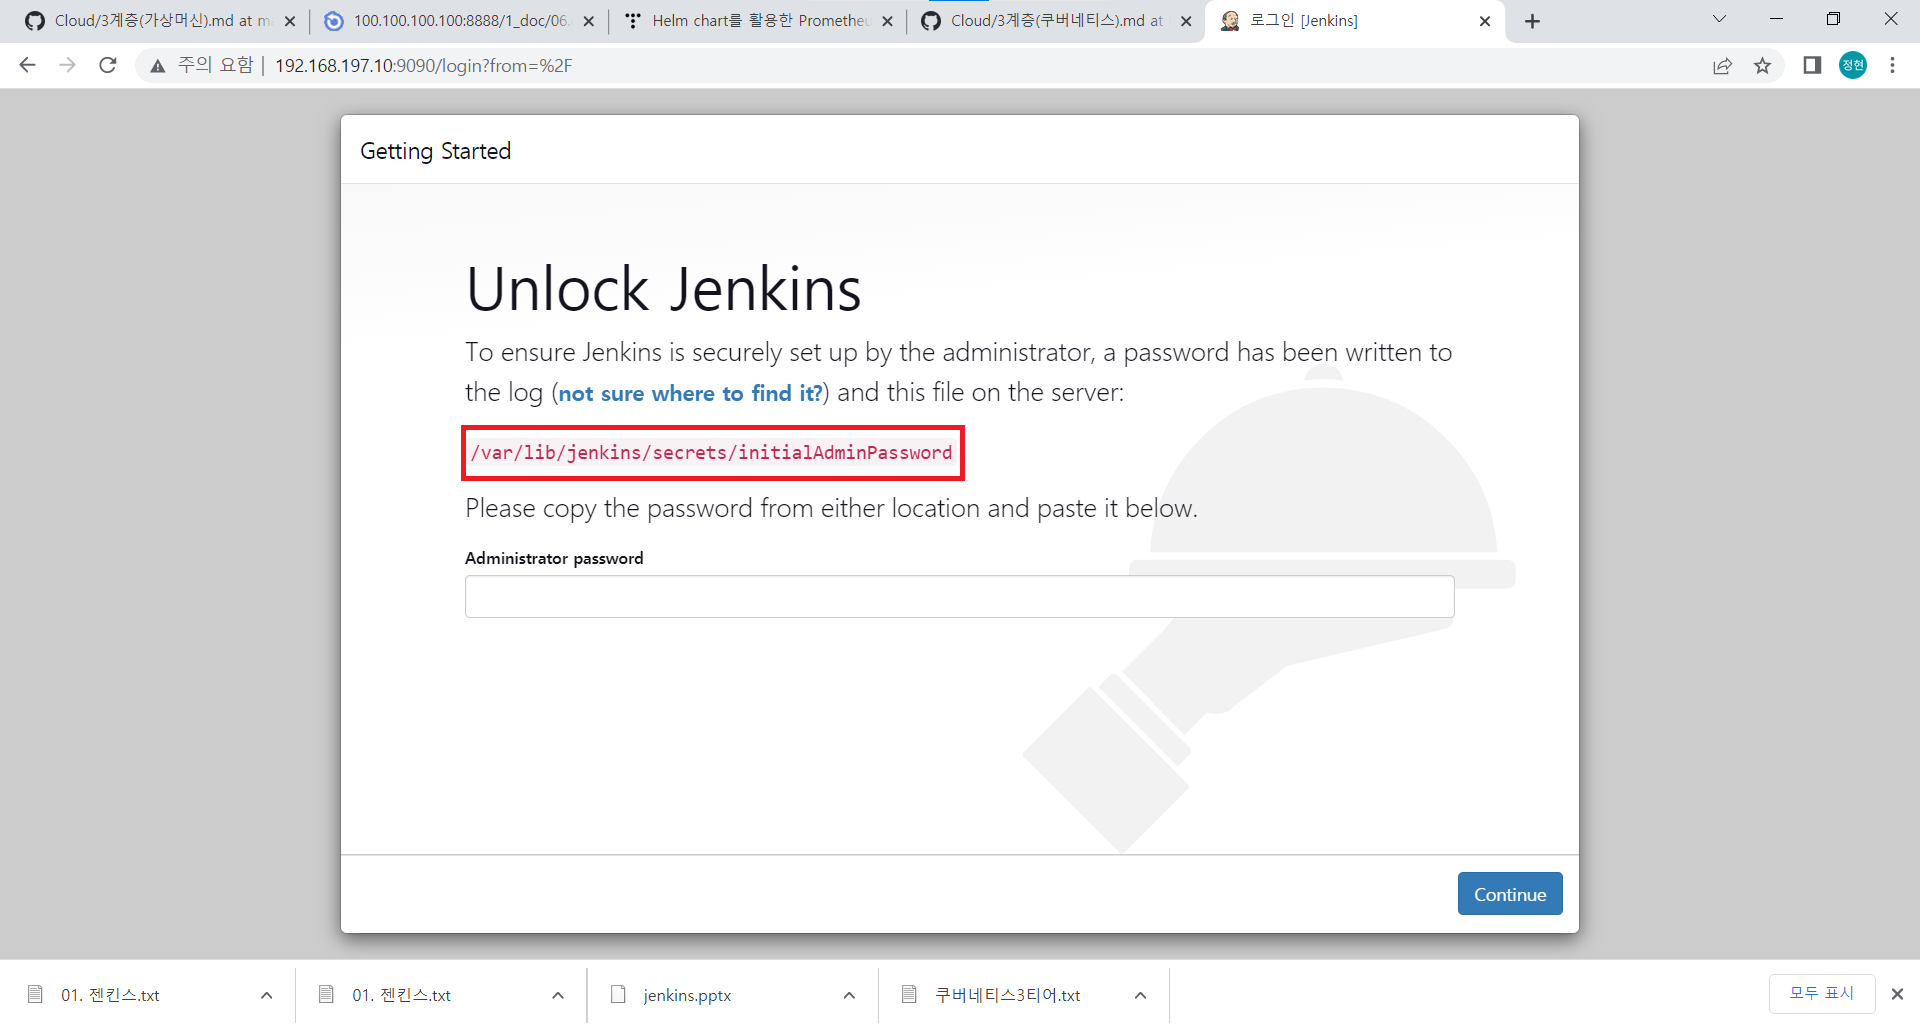 Cloud/3계층(가상머신).md at ma
100.100.100.100:8888/1_doc/06.
Helm chart를 활용한 Prometheu
Cloud/3계층(쿠버네티스).md at
로그인 [Jenkins]
주의 요함 | 192.168.197.10:9090/login?from=%2F
정현
Getting Started
Unlock Jenkins
To ensure Jenkins is securely set up by the administrator, a password has been written to
the log (not sure where to find it?) and this file on the server:
/var/lib/jenkins/secrets/initialAdminPassword
Please copy the password from either location and paste it below.
Administrator password
Continue
01. 젠킨스.txt
01. 젠킨스.txt
jenkins.pptx
쿠버네티스3티어.txt
모두 표시